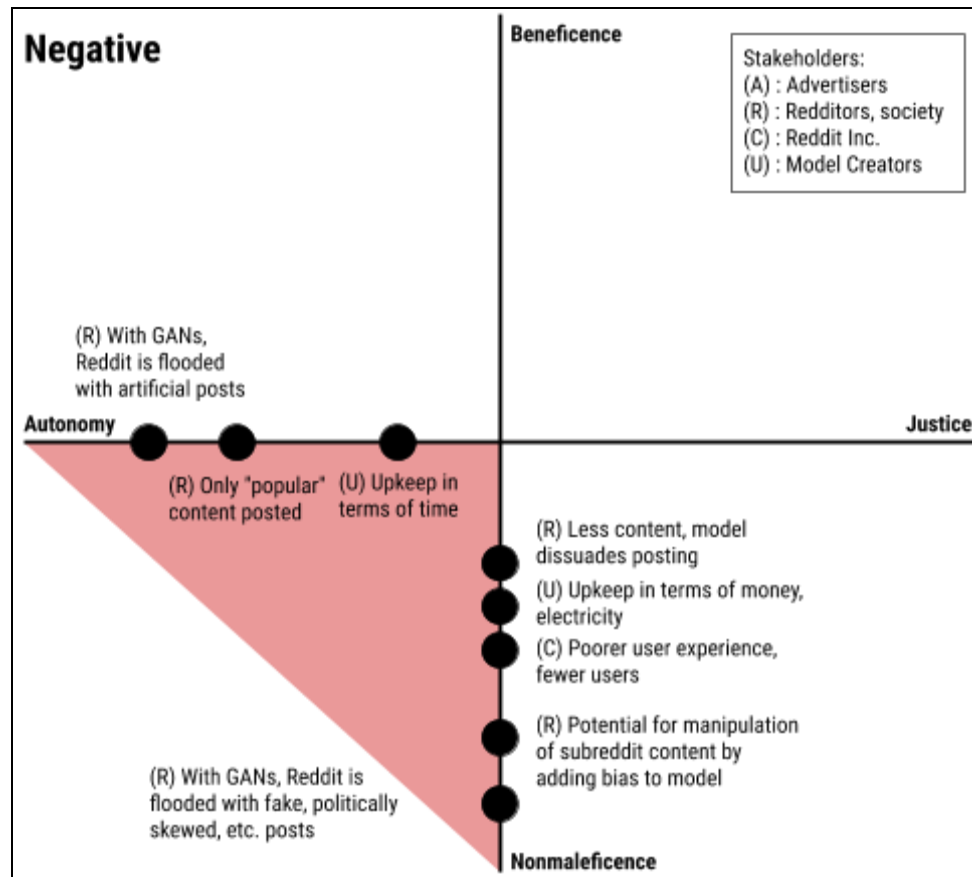 Negative
Beneficence
Stakeholders:
(A) : Advertisers
(R) : Redditors, society
(C) : Reddit Inc.
(U) : Model Creators
(R) With GANs,
Reddit is flooded
with artificial posts
Autonomy
Justice
(R) Only "popular"
content posted
(U) Upkeep in
terms of time
(R) Less content, model
dissuades posting
(U) Upkeep in terms of money,
electricity
(C) Poorer user experience,
fewer users
(R) Potential for manipulation
of subreddit content by
adding bias to model
(R) With GANs, Reddit is
flooded with fake, politically
skewed, etc. posts
Nonmaleficence